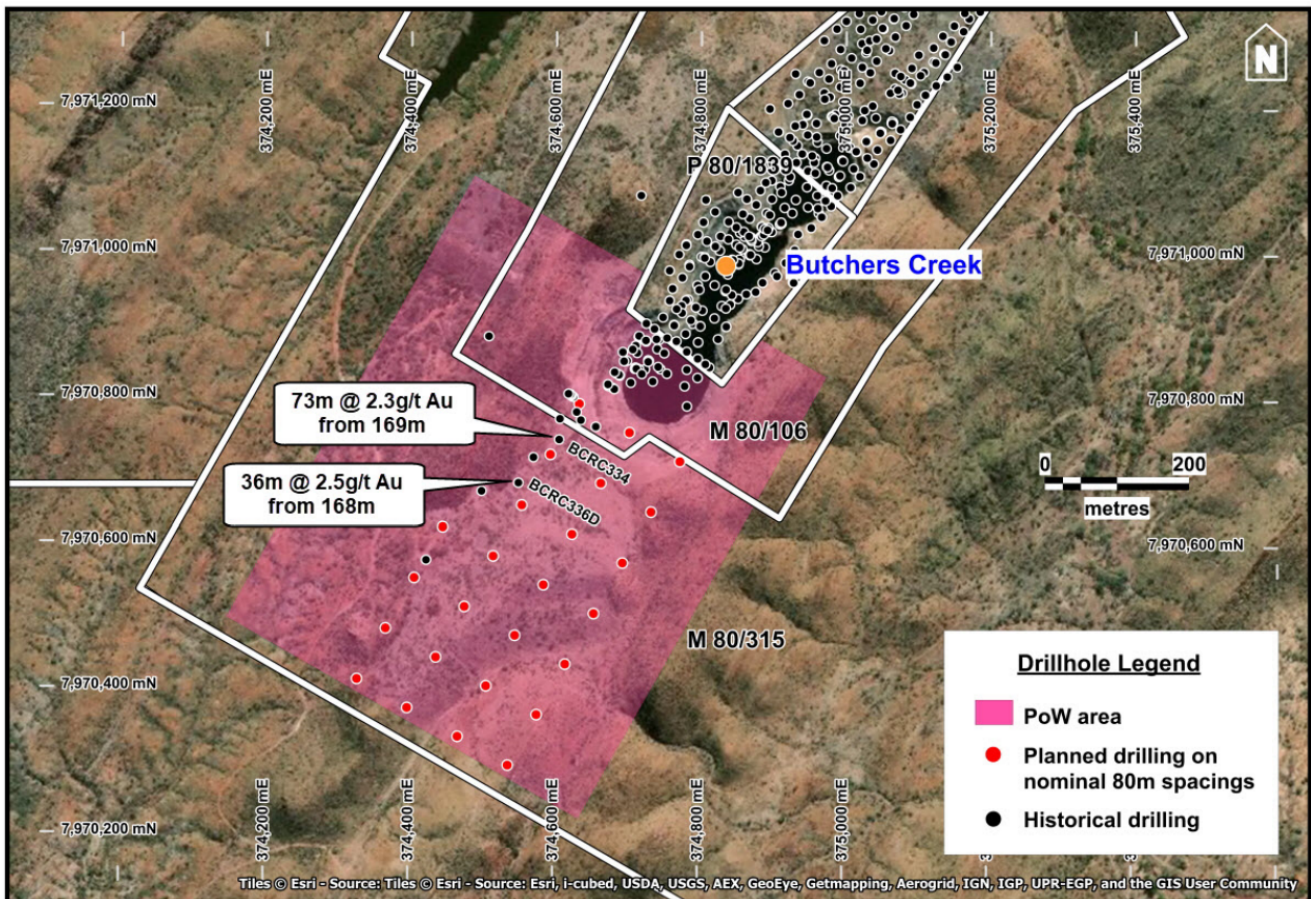 N
7,971,200 mN
374,200 mE
374,400 mE
374,600 mE
374,800 mE
375,000 mE
375,200 mE
375,400 mE
P 80/1839
7,971,000 mN
7,971,000 mN
Butchers Creek
7,970,800 mN
7,970,800 mN
73m @ 2.3g/t Au
from 169m
M 80/106
BCRC334
36m @ 2.5g/t Au
from 168m
BCRC336D
0
200
metres
7,970,600 mN
7,970,600 mN
M 80/315
Drillhole Legend
PoW area
Planned drilling on
nominal 80m spacings
Historical drilling
7,970,400 mN
7,970,200 mN
374,200 mE
374,400 mE
374,600 mE
374,800 mE
375,000 mE
Tiles © Esri - Source: Tiles © Esri - Source: Esri, i-cubed, USDA, USGS, AEX, GeoEye, Getmapping, Aerogrid, IGN, IGP, UPR-EGP, and the GIS User Community